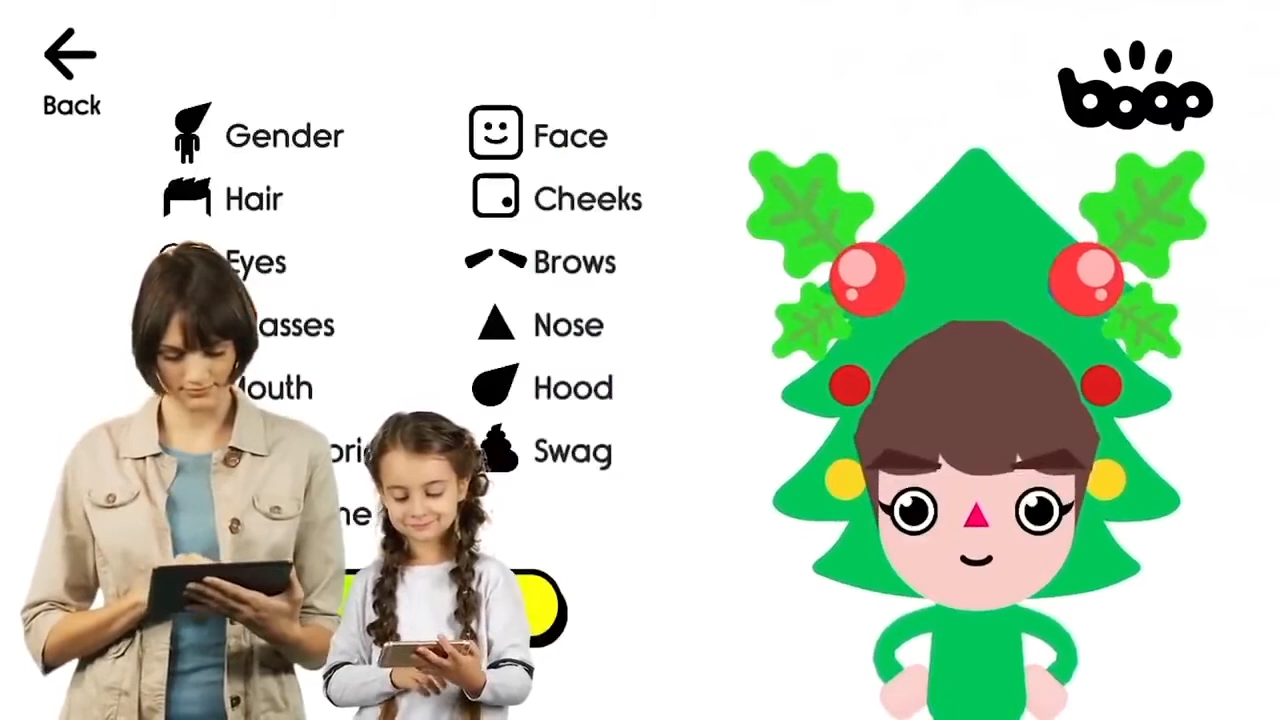 Back
boop
Gender
Face
Hair
Cheeks
Eyes
Brows
Nose
Hood
Swag